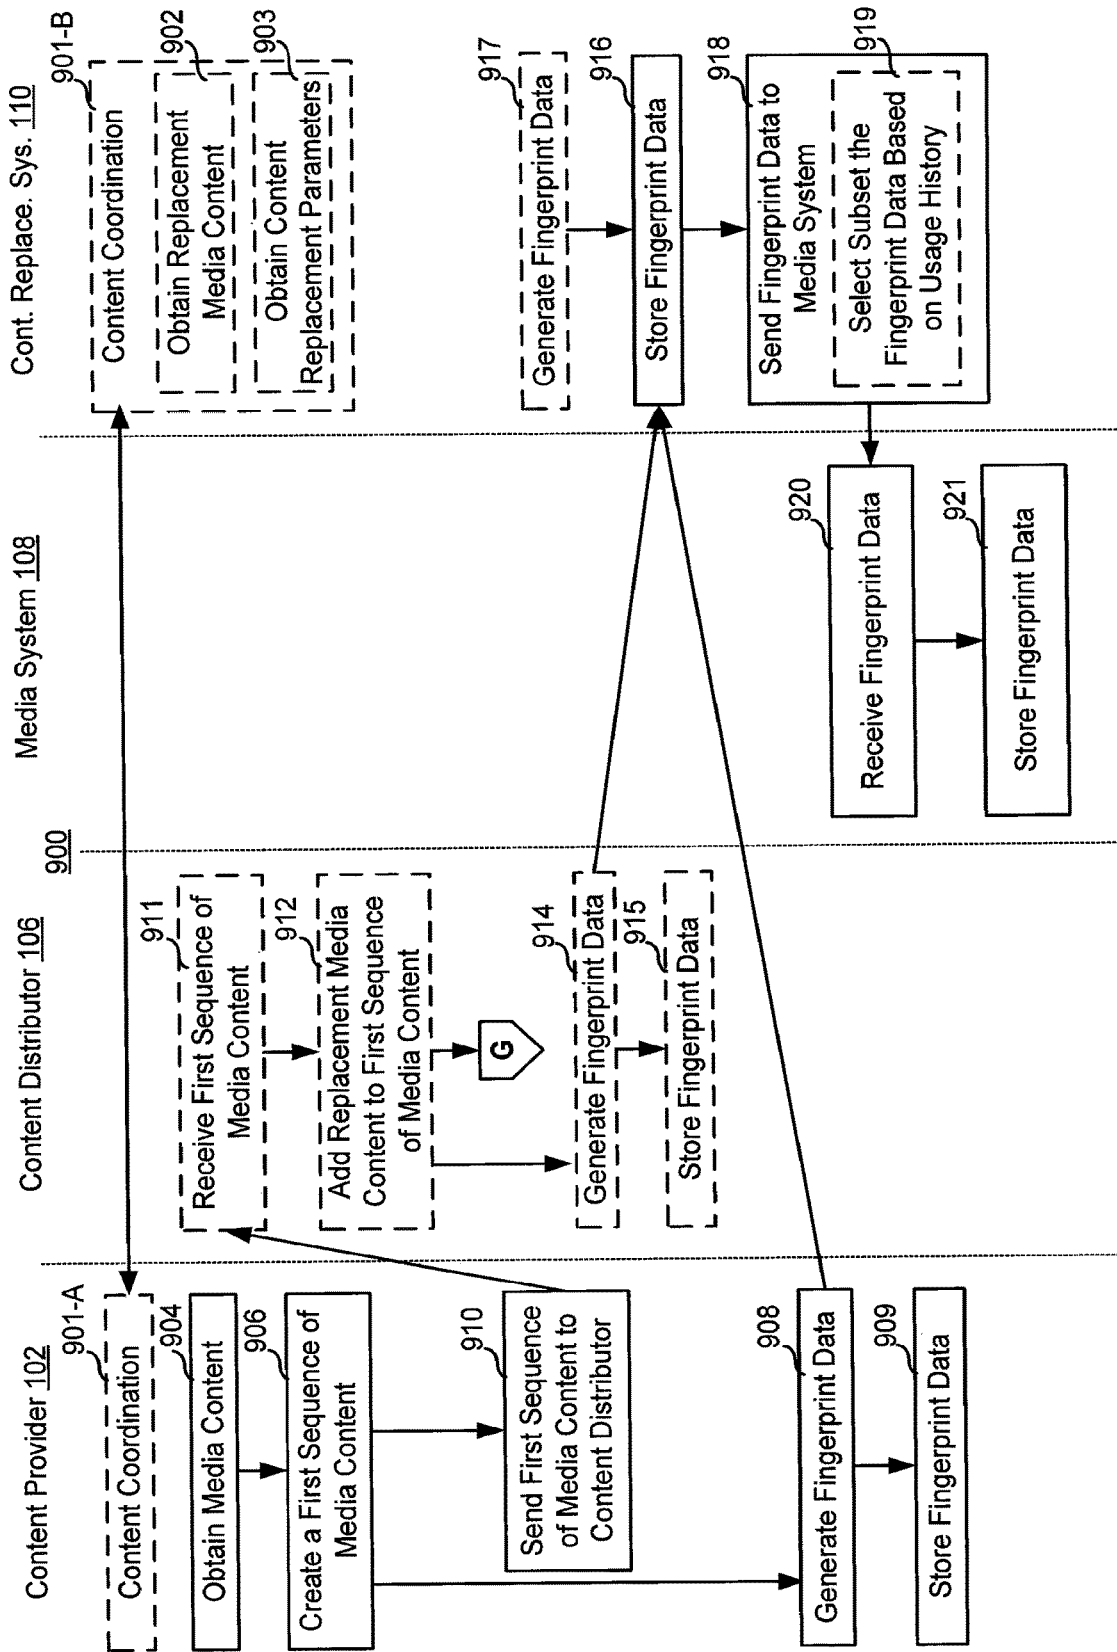 900
Content Provider 102
901-A
Content Coordination
904
Obtain Media Content
906
Create a First Sequence of
Media Content
910
Send First Sequence
of Media Content to
Content Distributor
908
Generate Fingerprint Data
909
Store Fingerprint Data
Content Distributor 106
911
Receive First Sequence of
Media Content
912
Add Replacement Media
Content to First Sequence
of Media Content
G
914
Generate Fingerprint Data
915
Store Fingerprint Data
Media System 108
920
Receive Fingerprint Data
921
Store Fingerprint Data
Cont. Replace. Sys. 110
901-B
Content Coordination
902
Obtain Replacement
Media Content
903
Obtain Content
Replacement Parameters
917
Generate Fingerprint Data
916
Store Fingerprint Data
918
Send Fingerprint Data to
Media System
919
Select Subset the
Fingerprint Data Based
on Usage History